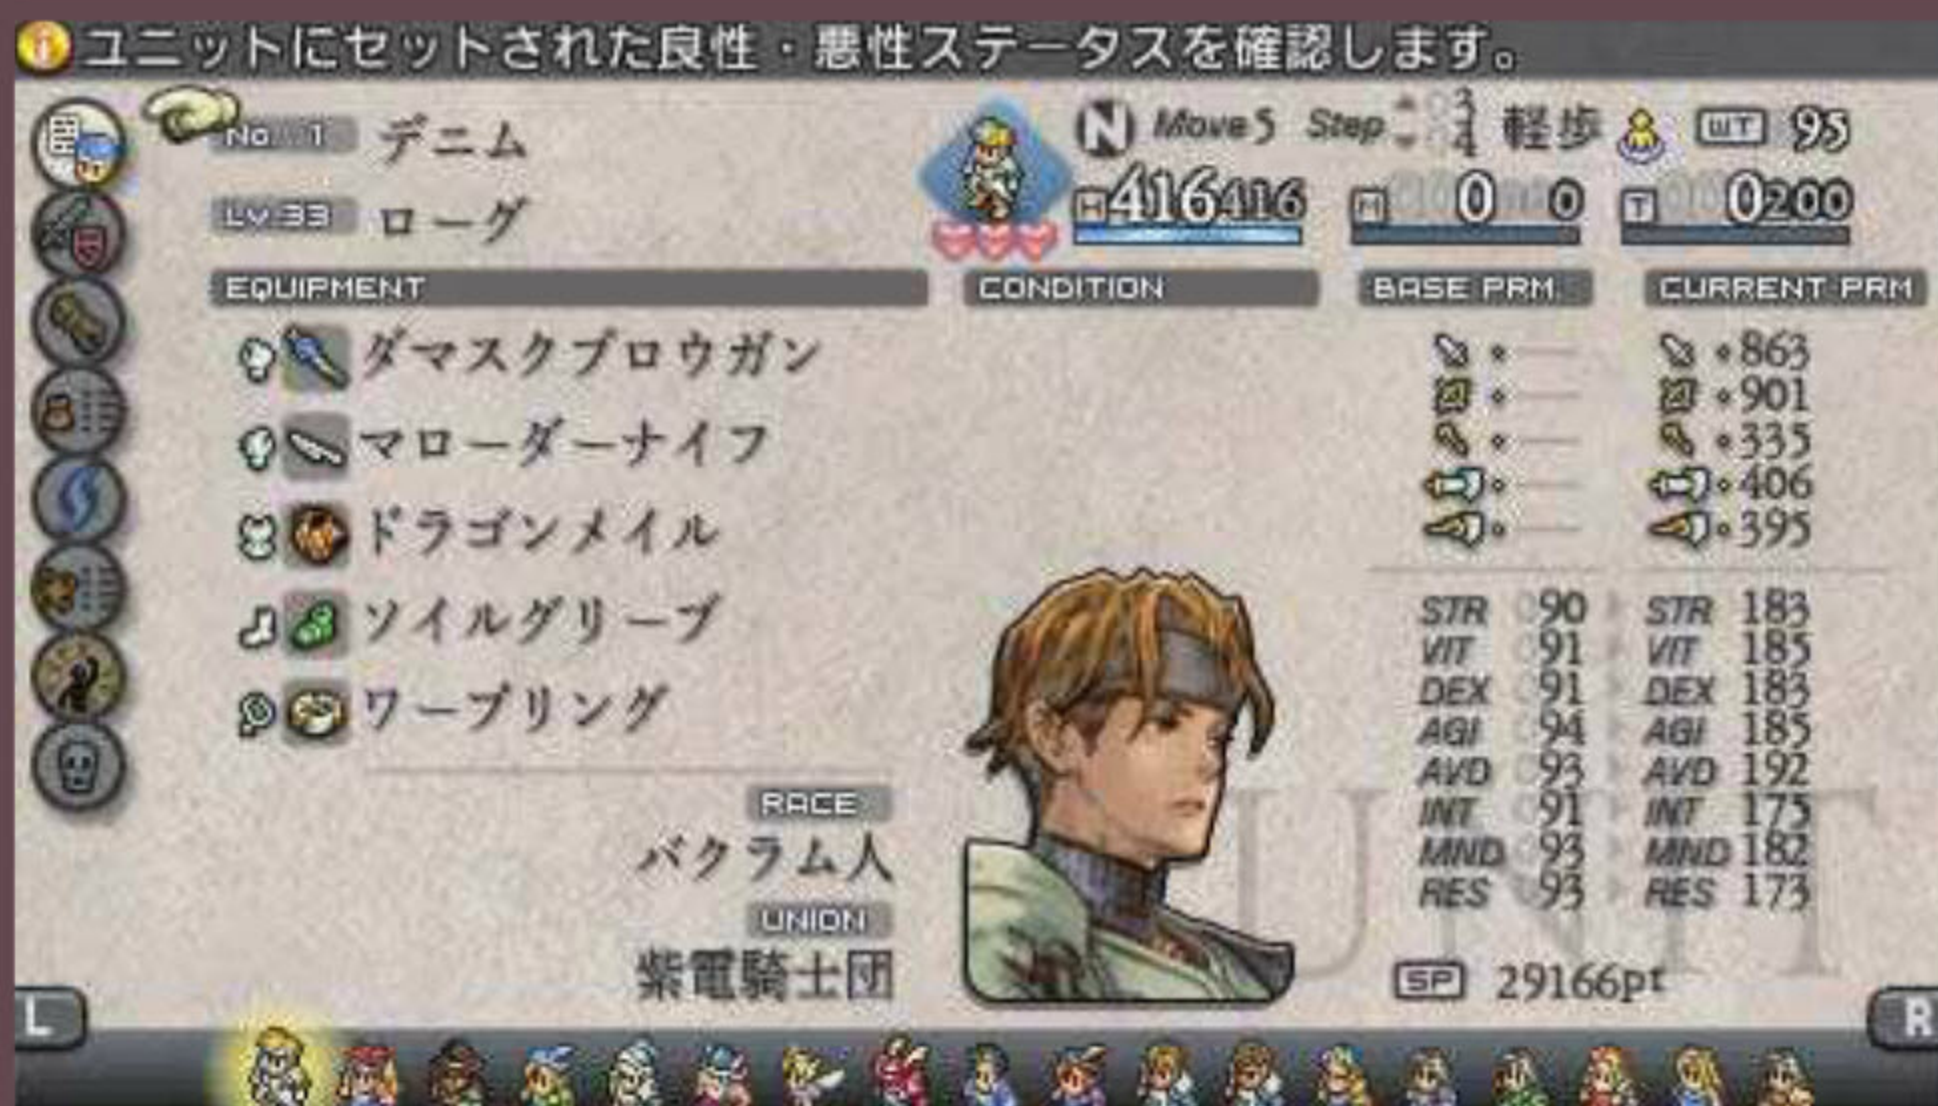 ユニットにセットされた良性・悪性ステータスを確認します。
No. 1 デニム
Lv.33 ローグ
N Move 5 Step 3 4 軽歩 WT 95
H 416 416 M 0 0 T 0 200
EQUIPMENT
ダマスクブロウガン
マローダーナイフ
ドラゴンメイル
ソイルグリーブ
ワープリング
RACE
バクラム人
UNION
紫電騎士団
CONDITION
BASE PRM. CURRENT PRM
863
901
335
406
395
STR 90 STR 183
VIT 91 VIT 185
DEX 91 DEX 183
AGI 94 AGI 185
AVD 93 AVD 192
INT 91 INT 175
MND 93 MND 182
RES 93 RES 173
UNIT
SP 29166pt
L R